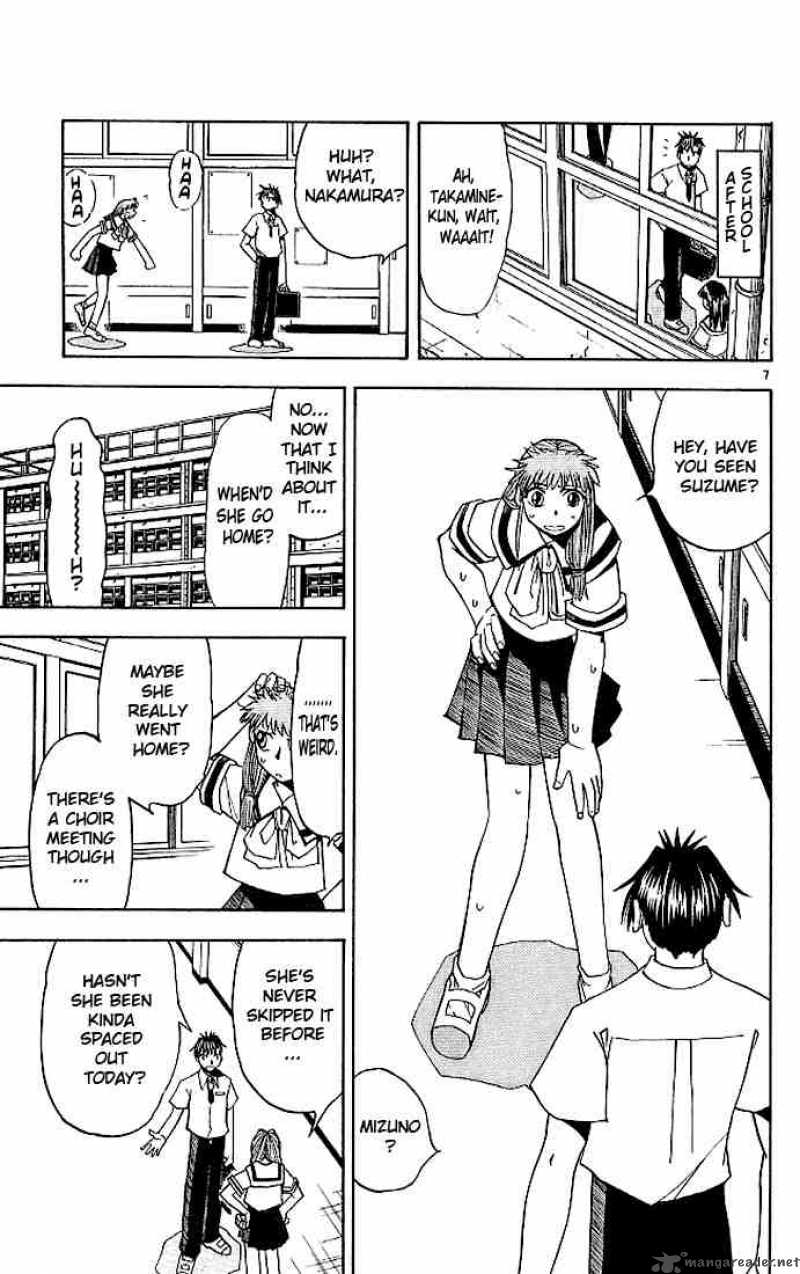 AFTER
SCHOOL
AH,
TAKAMINE-
KUN, WAIT,
WAAAIT!
HUH?
WHAT,
NAKAMURA?
HAA
HAA
7
HEY, HAVE
YOU SEEN
SUZUME?
MIZUNO
?
NO...
NOW
THAT I
THINK
ABOUT
IT...
WHEN'D
SHE GO
HOME?
HU~~~~H?
........
THAT'S
WEIRD.
MAYBE
SHE
REALLY
WENT
HOME?
THERE'S
A CHOIR
MEETING
THOUGH
...
SHE'S
NEVER
SKIPPED IT
BEFORE
...
HASN'T
SHE BEEN
KINDA
SPACED
OUT
TODAY?
mangareader.net